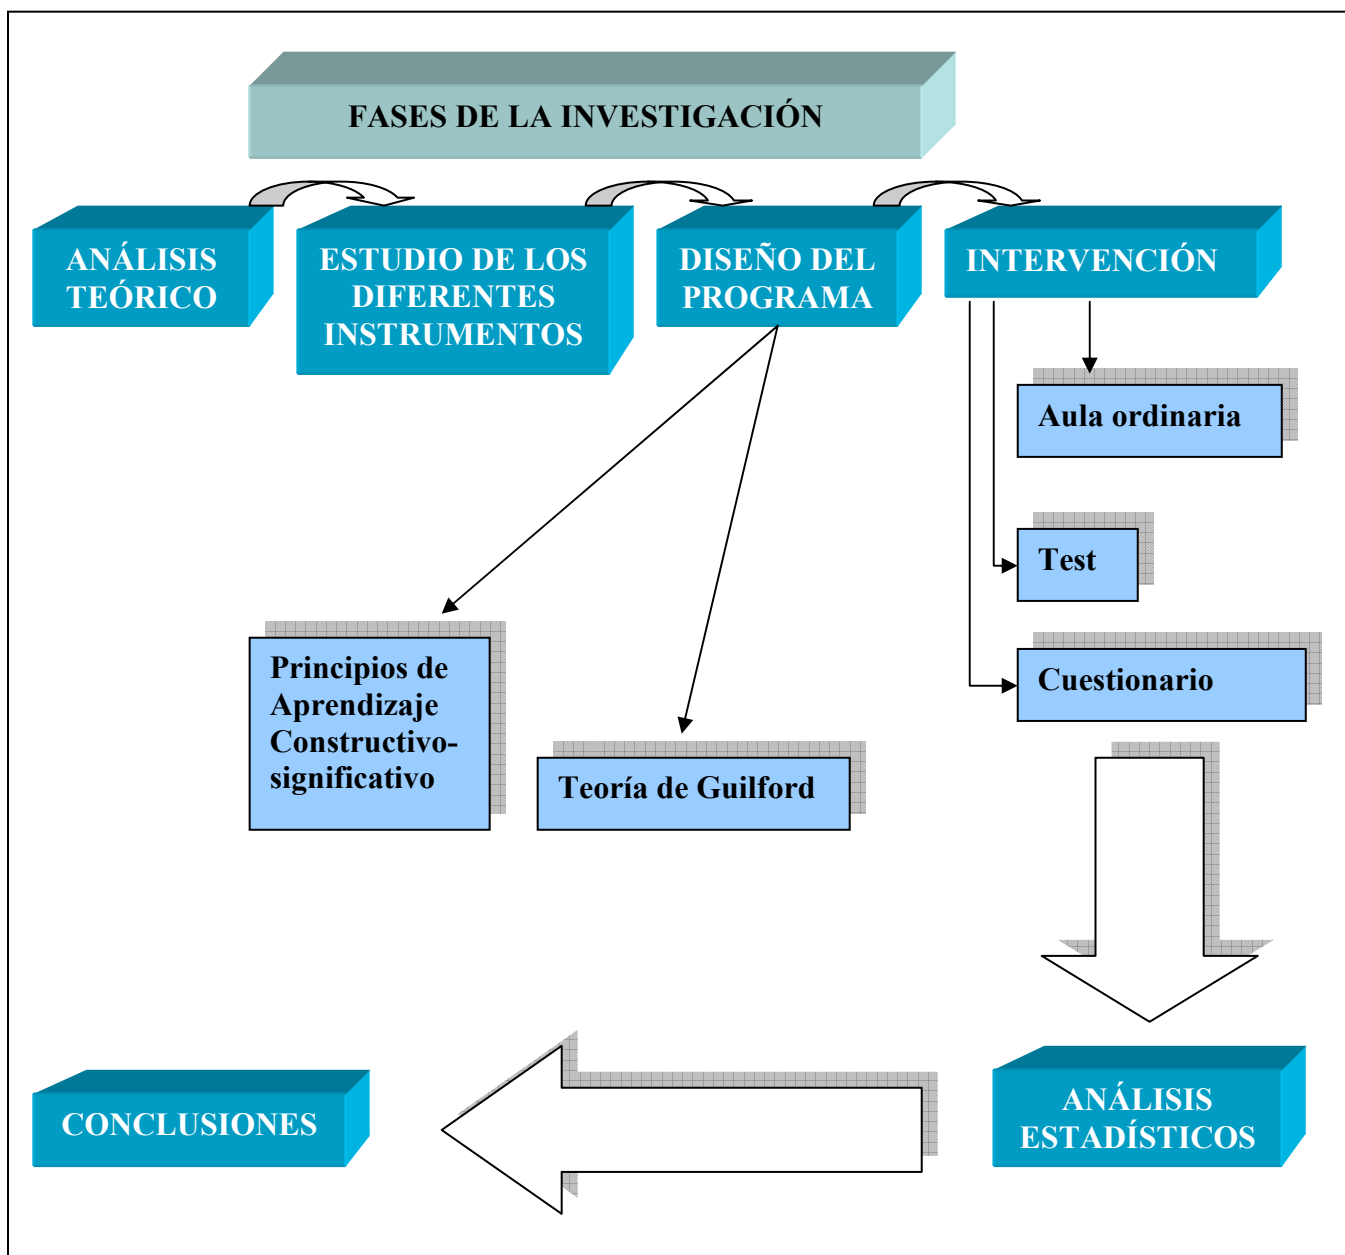 FASES DE LA INVESTIGACIÓN
ANÁLISIS
TEÓRICO
ESTUDIO DE LOS
DIFERENTES
INSTRUMENTOS
DISEÑO DEL
PROGRAMA
INTERVENCIÓN
Aula ordinaria
Test
Cuestionario
Principios de
Aprendizaje
Constructivo-
significativo
Teoría de Guilford
ANÁLISIS
ESTADÍSTICOS
CONCLUSIONES